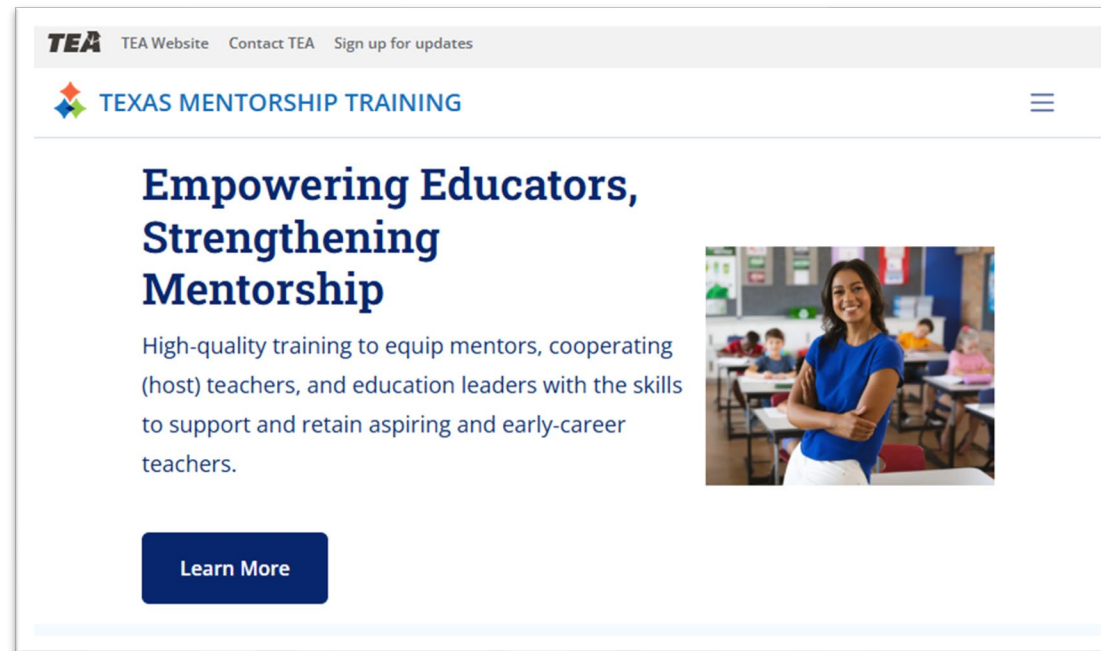 TEA TEA Website Contact TEA Sign up for updates
TEXAS MENTORSHIP TRAINING
Empowering Educators,
Strengthening
Mentorship
High-quality training to equip mentors, cooperating
(host) teachers, and education leaders with the skills
to support and retain aspiring and early-career
teachers.
Learn More